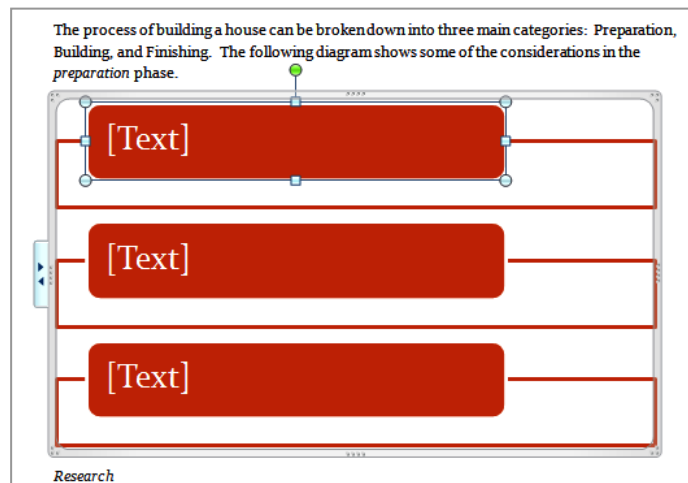 The process of building a house can be broken down into three main categories:  Preparation,
Building, and Finishing.  The following diagram shows some of the considerations in the
preparation phase.
[Text]
[Text]
[Text]
Research